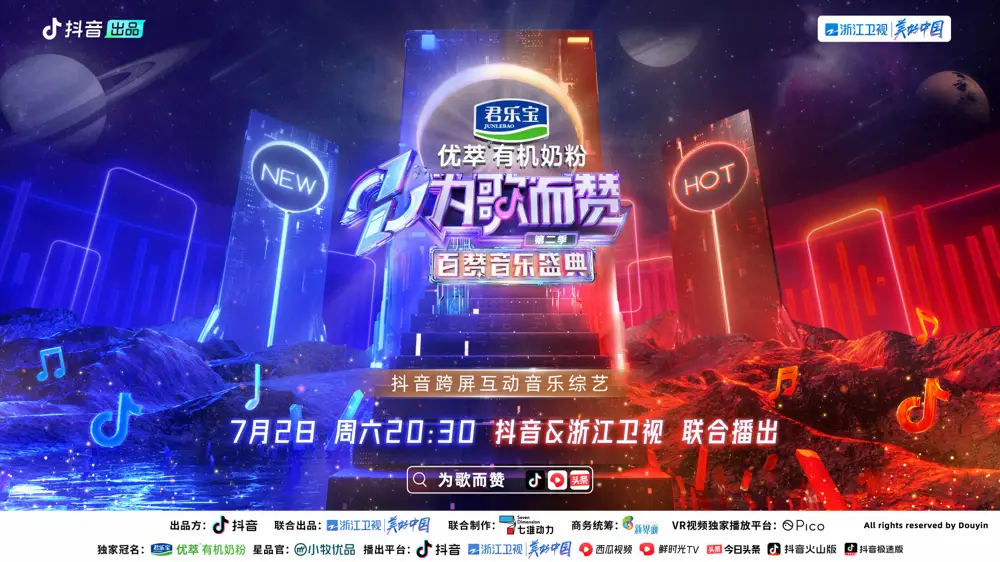 抖音 出品
浙江卫视 美好中国
君乐宝
JUNLEBAO
优萃 有机奶粉
NEW
HOT
为歌而赞
第二季
百赞音乐盛典
抖音跨屏互动音乐综艺
7月2日 周六20:30 抖音&浙江卫视 联合播出
为歌而赞 头条
出品方: 抖音 联合出品: 浙江卫视 美好中国 联合制作: Seven Dimension 七维动力 商务统筹: 新界面 VR视频独家播放平台: Pico All rights reserved by Douyin
独家冠名: 君乐宝 优萃 有机奶粉 星品官: 小牧优品 播出平台: 抖音 浙江卫视 美好中国 西瓜视频 鲜时光TV 头条 今日头条 抖音火山版 抖音极速版